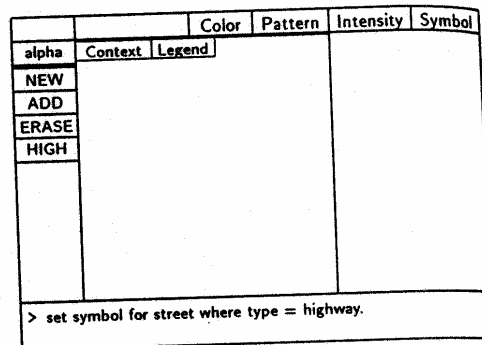 Color Pattern Intensity Symbol
alpha Context Legend
NEW
ADD
ERASE
HIGH
> set symbol for street where type = highway.